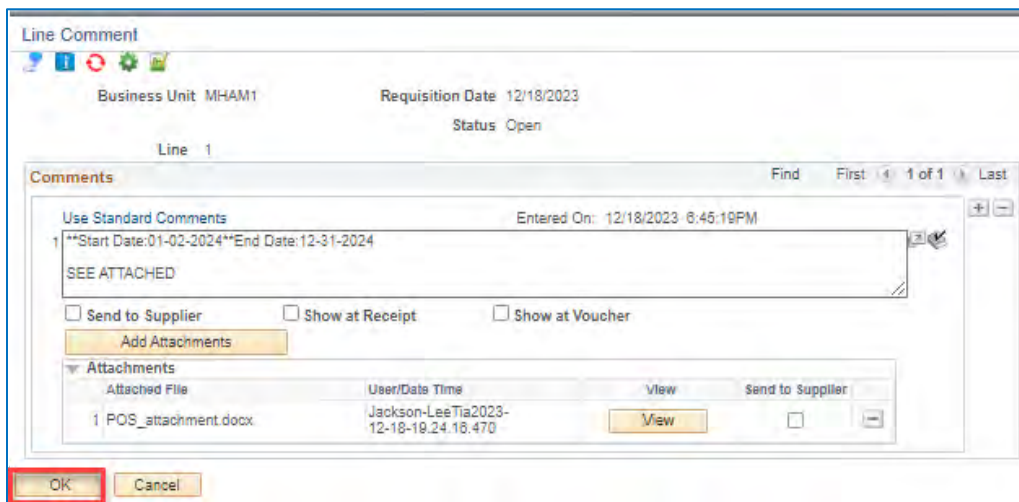 Line Comment
Business Unit MHAM1 Requisition Date 12/18/2023
Status Open
Line 1
Comments Find First 1 of 1 Last
Use Standard Comments Entered On: 12/18/2023 6:45:19PM
1 **Start Date:01-02-2024**End Date:12-31-2024
SEE ATTACHED
Send to Supplier Show at Receipt Show at Voucher
Add Attachments
Attachments
Attached File User/Date Time View Send to Supplier
1 POS_attachment.docx Jackson-LeeTia2023-12-18-19.24.16.470 View
OK Cancel